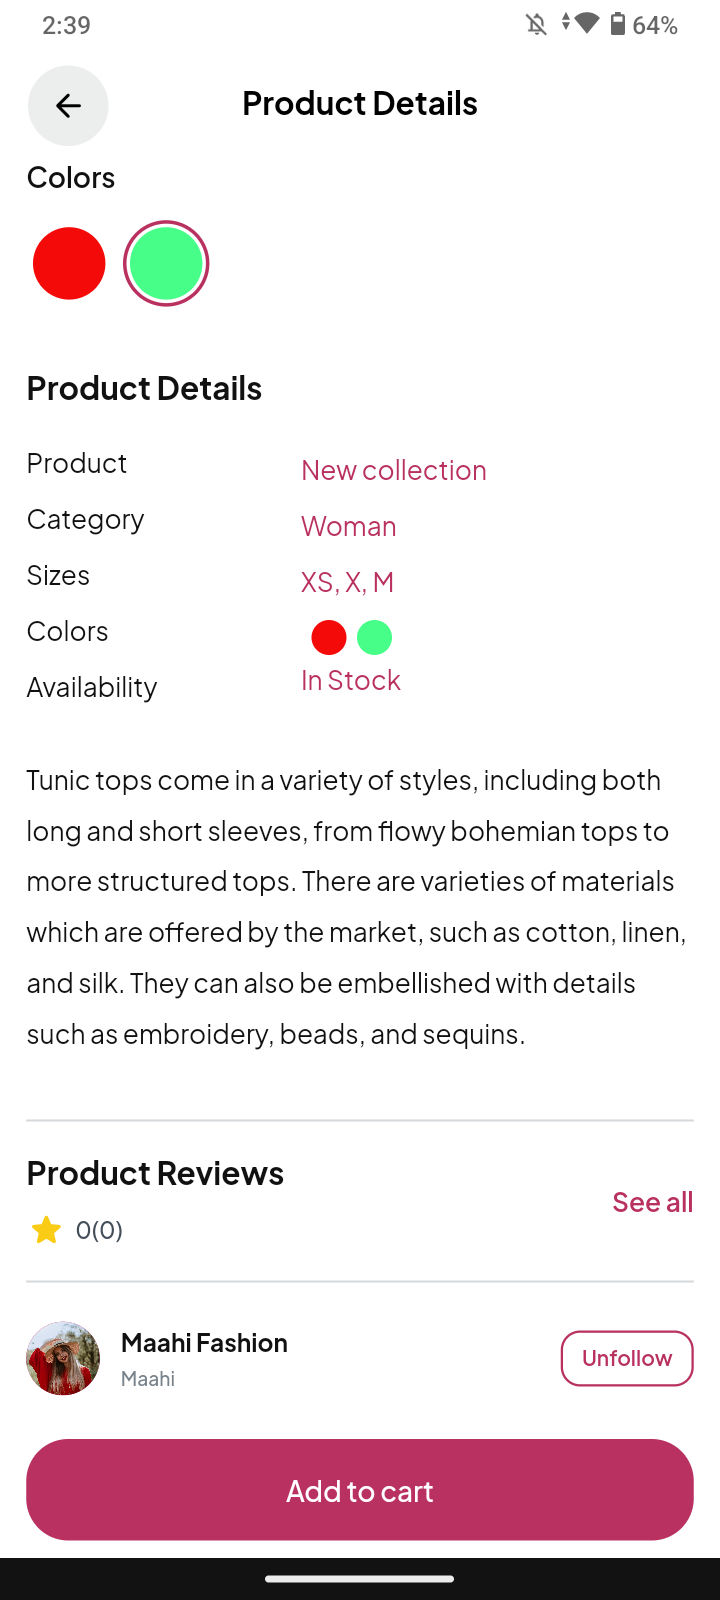 2:39
64%
Product Details
Colors
Product Details
Product
New collection
Category
Woman
Sizes
XS, X, M
Colors
Availability
In Stock
Tunic tops come in a variety of styles, including both
long and short sleeves, from flowy bohemian tops to
more structured tops. There are varieties of materials
which are offered by the market, such as cotton, linen,
and silk. They can also be embellished with details
such as embroidery, beads, and sequins.
Product Reviews
See all
0(0)
Maahi Fashion
Maahi
Unfollow
Add to cart